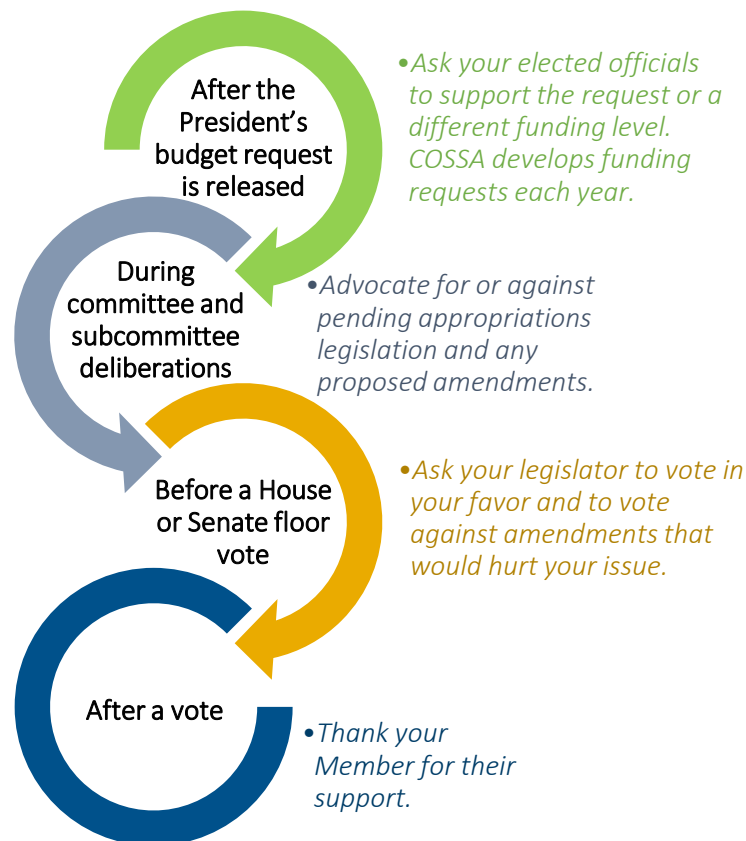 After the
President’s
budget request
is released
•Ask your elected officials
to support the request or a
different funding level.
COSSA develops funding
requests each year.
During
committee and
subcommittee
deliberations
•Advocate for or against
pending appropriations
legislation and any
proposed amendments.
Before a House
or Senate floor
vote
•Ask your legislator to vote in
your favor and to vote
against amendments that
would hurt your issue.
After a vote
•Thank your
Member for their
support.